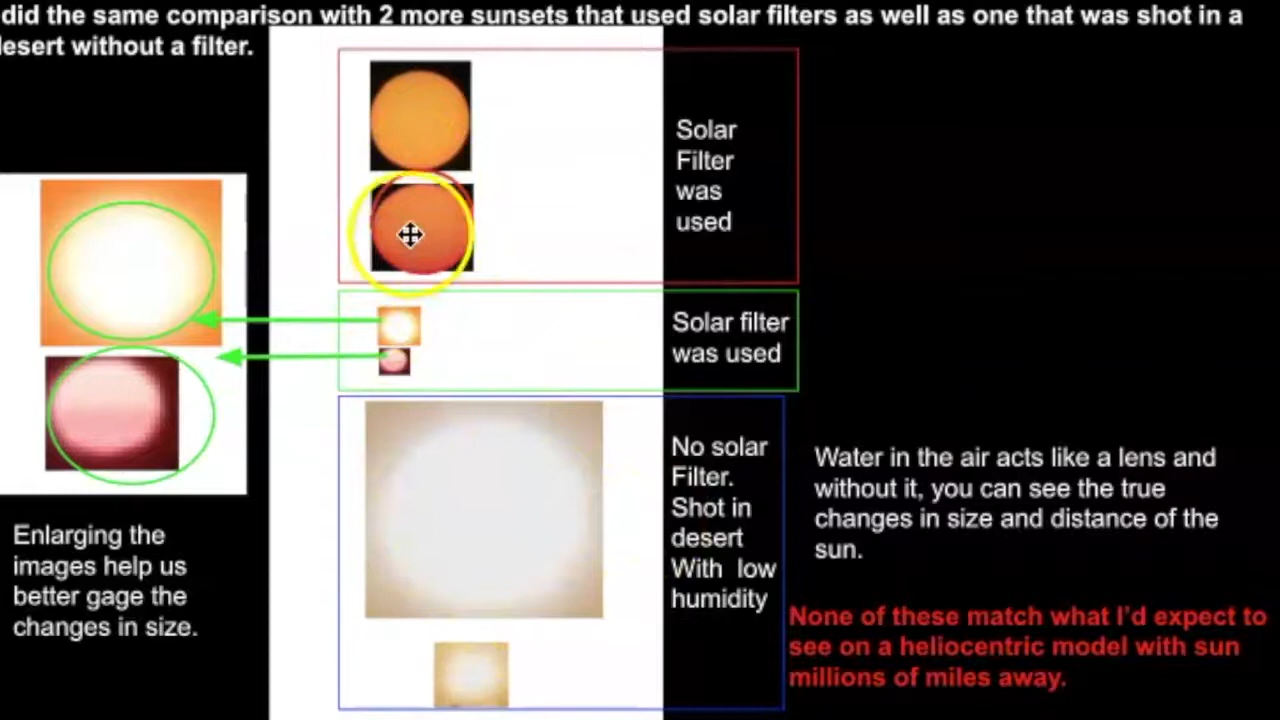 did the same comparison with 2 more sunsets that used solar filters as well as one that was shot in a
desert without a filter.
Solar
Filter
was
used
Solar filter
was used
No solar
Filter.
Shot in
desert
With low
humidity
Water in the air acts like a lens and
without it, you can see the true
changes in size and distance of the
sun.
Enlarging the
images help us
better gage the
changes in size.
None of these match what I'd expect to
see on a heliocentric model with sun
millions of miles away.